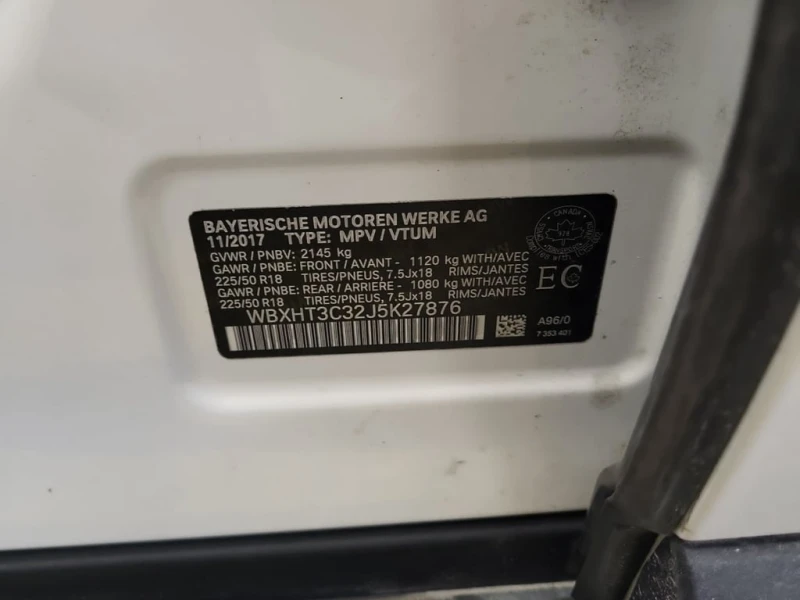 BAYERISCHE MOTOREN WERKE AG
11/2017 TYPE: MPV / VTUM
GVWR / PNBV: 2145 kg
GAWR / PNBE: FRONT / AVANT - 1120 kg WITH/AVEC
225/50 R18 TIRES/PNEUS, 7.5Jx18 RIMS/JANTES
GAWR / PNBE: REAR / ARRIERE - 1080 kg WITH/AVEC
225/50 R18 TIRES/PNEUS, 7.5Jx18 RIMS/JANTES
WBXHT3C32J5K27876
CANADA
974
EC
A96/0
7 353 401